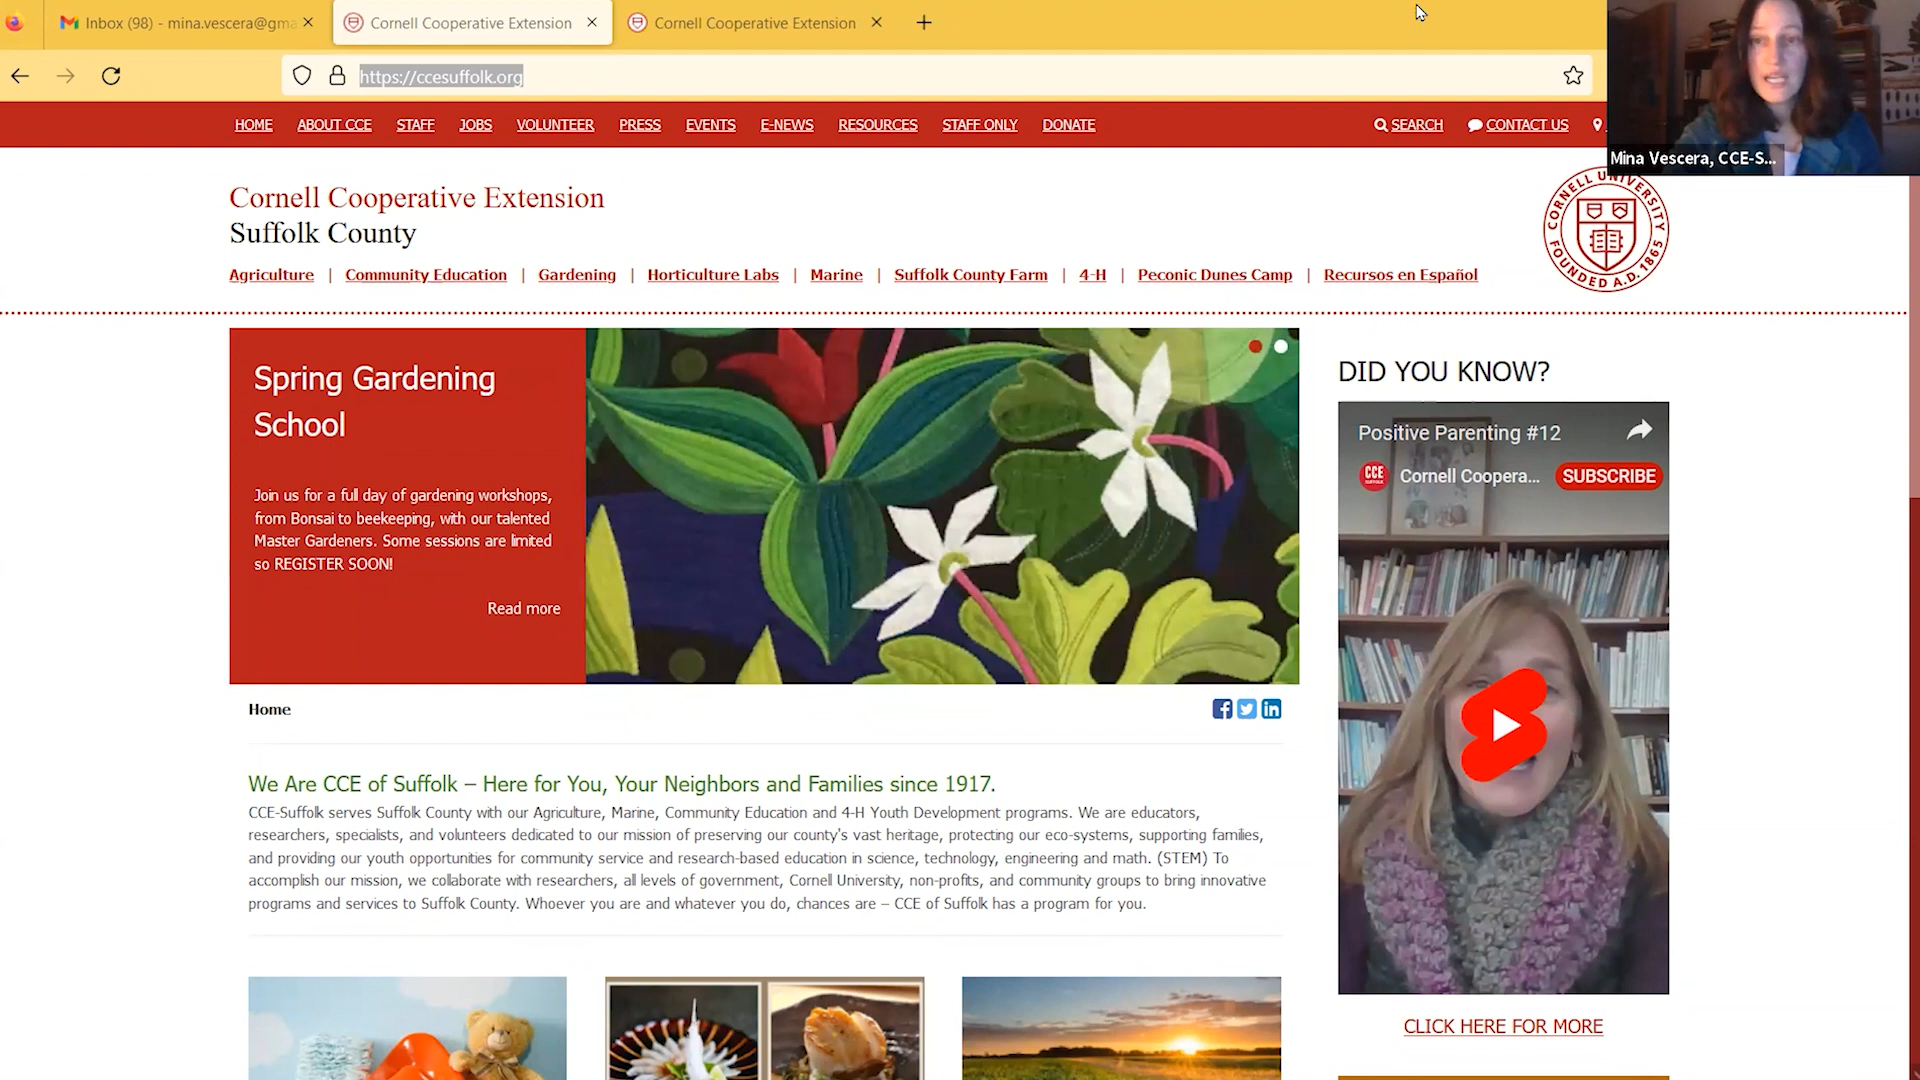 Inbox (98) - mina.vescera@gma
Cornell Cooperative Extension
Cornell Cooperative Extension
https://ccesuffolk.org
HOME ABOUT CCE STAFF JOBS VOLUNTEER PRESS EVENTS E-NEWS RESOURCES STAFF ONLY DONATE SEARCH CONTACT US
Mina Vescera, CCE-S...
Cornell Cooperative Extension
Suffolk County
CORNELL UNIVERSITY FOUNDED A.D. 1865
Agriculture | Community Education | Gardening | Horticulture Labs | Marine | Suffolk County Farm | 4-H | Peconic Dunes Camp | Recursos en Español
Spring Gardening
School
Join us for a full day of gardening workshops,
from Bonsai to beekeeping, with our talented
Master Gardeners. Some sessions are limited
so REGISTER SOON!
Read more
DID YOU KNOW?
Positive Parenting #12
CCE
SUFFOLK
Cornell Coopera...
SUBSCRIBE
Home
We Are CCE of Suffolk – Here for You, Your Neighbors and Families since 1917.
CCE-Suffolk serves Suffolk County with our Agriculture, Marine, Community Education and 4-H Youth Development programs. We are educators,
researchers, specialists, and volunteers dedicated to our mission of preserving our county's vast heritage, protecting our eco-systems, supporting families,
and providing our youth opportunities for community service and research-based education in science, technology, engineering and math. (STEM) To
accomplish our mission, we collaborate with researchers, all levels of government, Cornell University, non-profits, and community groups to bring innovative
programs and services to Suffolk County. Whoever you are and whatever you do, chances are – CCE of Suffolk has a program for you.
CLICK HERE FOR MORE